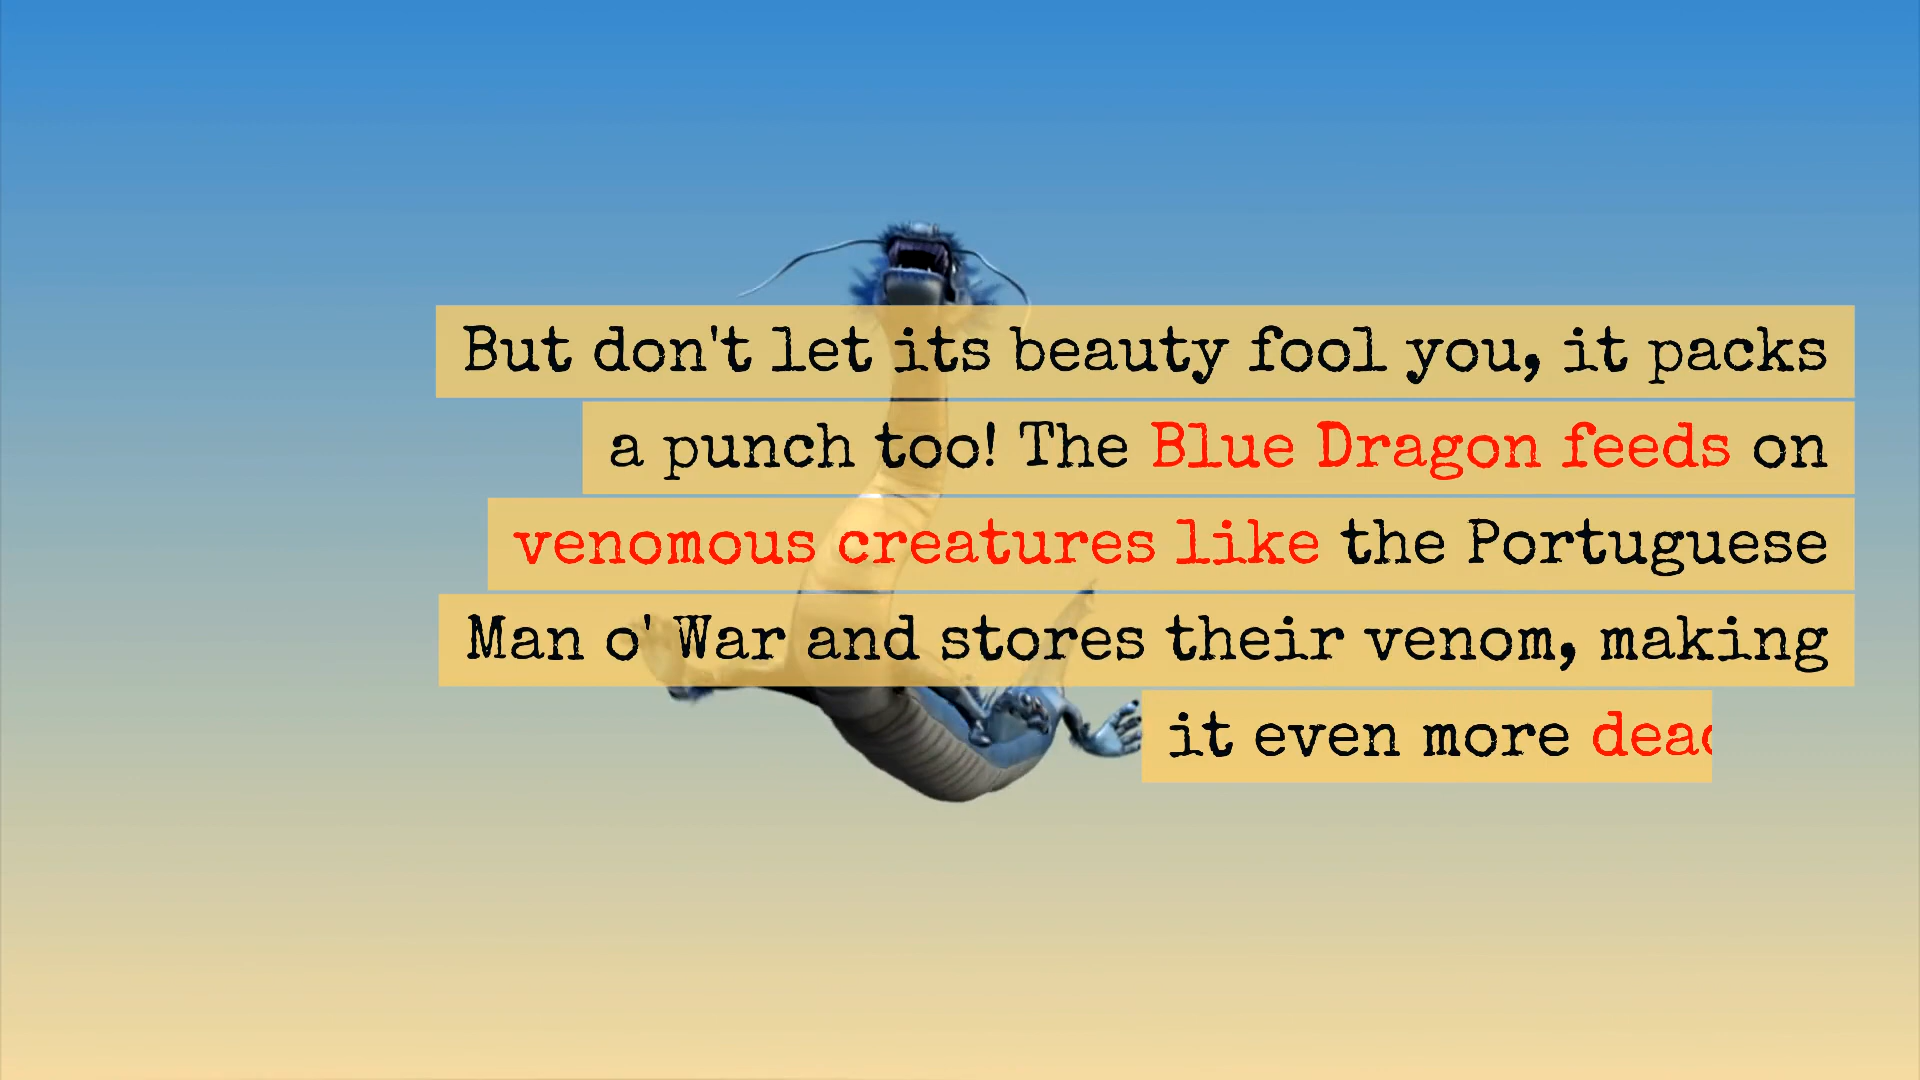 But don't let its beauty fool you, it packs
a punch too! The Blue Dragon feeds on
venomous creatures like the Portuguese
Man o' War and stores their venom, making
it even more